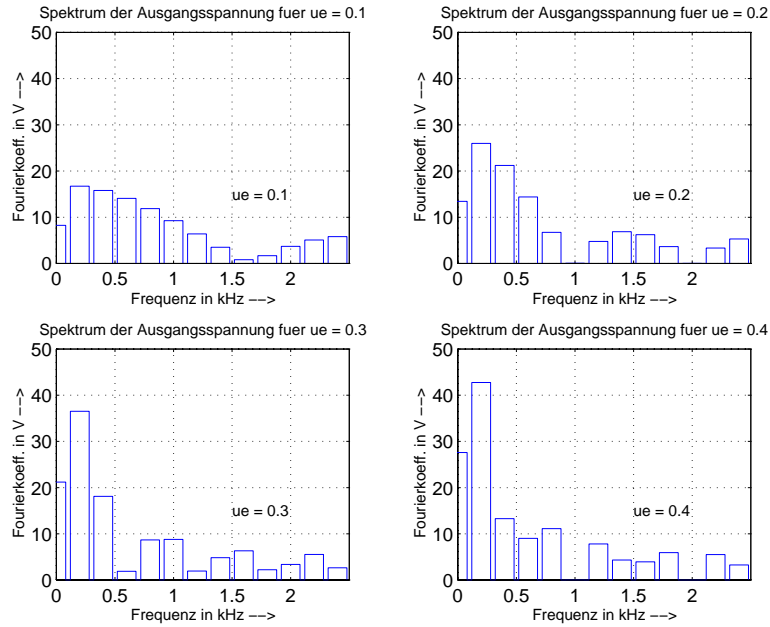 Spektrum der Ausgangsspannung fuer ue = 0.1
50
40
30
20
10
0
Fourierkoeff. in V −−>
ue = 0.1
0 0.5 1 1.5 2
Frequenz in kHz −−>
Spektrum der Ausgangsspannung fuer ue = 0.2
50
40
30
20
10
0
Fourierkoeff. in V −−>
ue = 0.2
0 0.5 1 1.5 2
Frequenz in kHz −−>
Spektrum der Ausgangsspannung fuer ue = 0.3
50
40
30
20
10
0
Fourierkoeff. in V −−>
ue = 0.3
0 0.5 1 1.5 2
Frequenz in kHz −−>
Spektrum der Ausgangsspannung fuer ue = 0.4
50
40
30
20
10
0
Fourierkoeff. in V −−>
ue = 0.4
0 0.5 1 1.5 2
Frequenz in kHz −−>